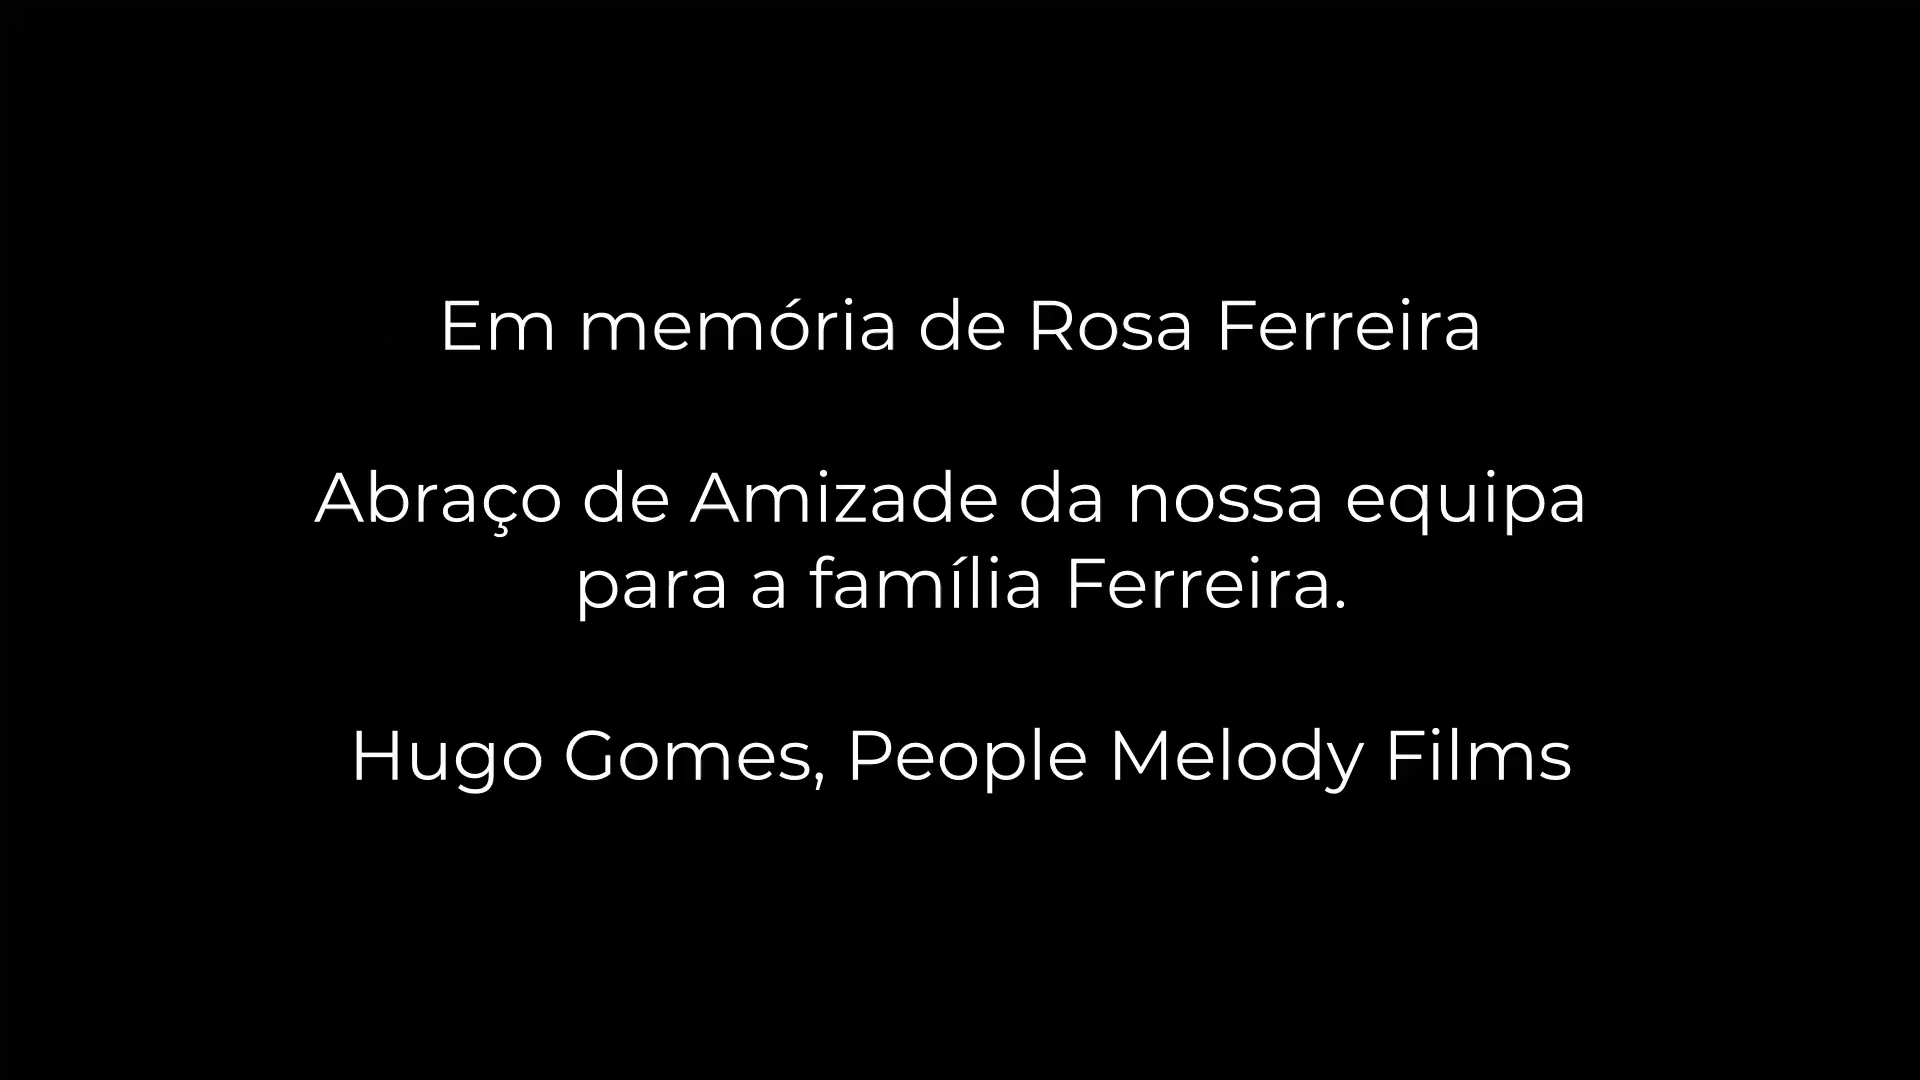 Em memória de Rosa Ferreira
Abraço de Amizade da nossa equipa
para a família Ferreira.
Hugo Gomes, People Melody Films